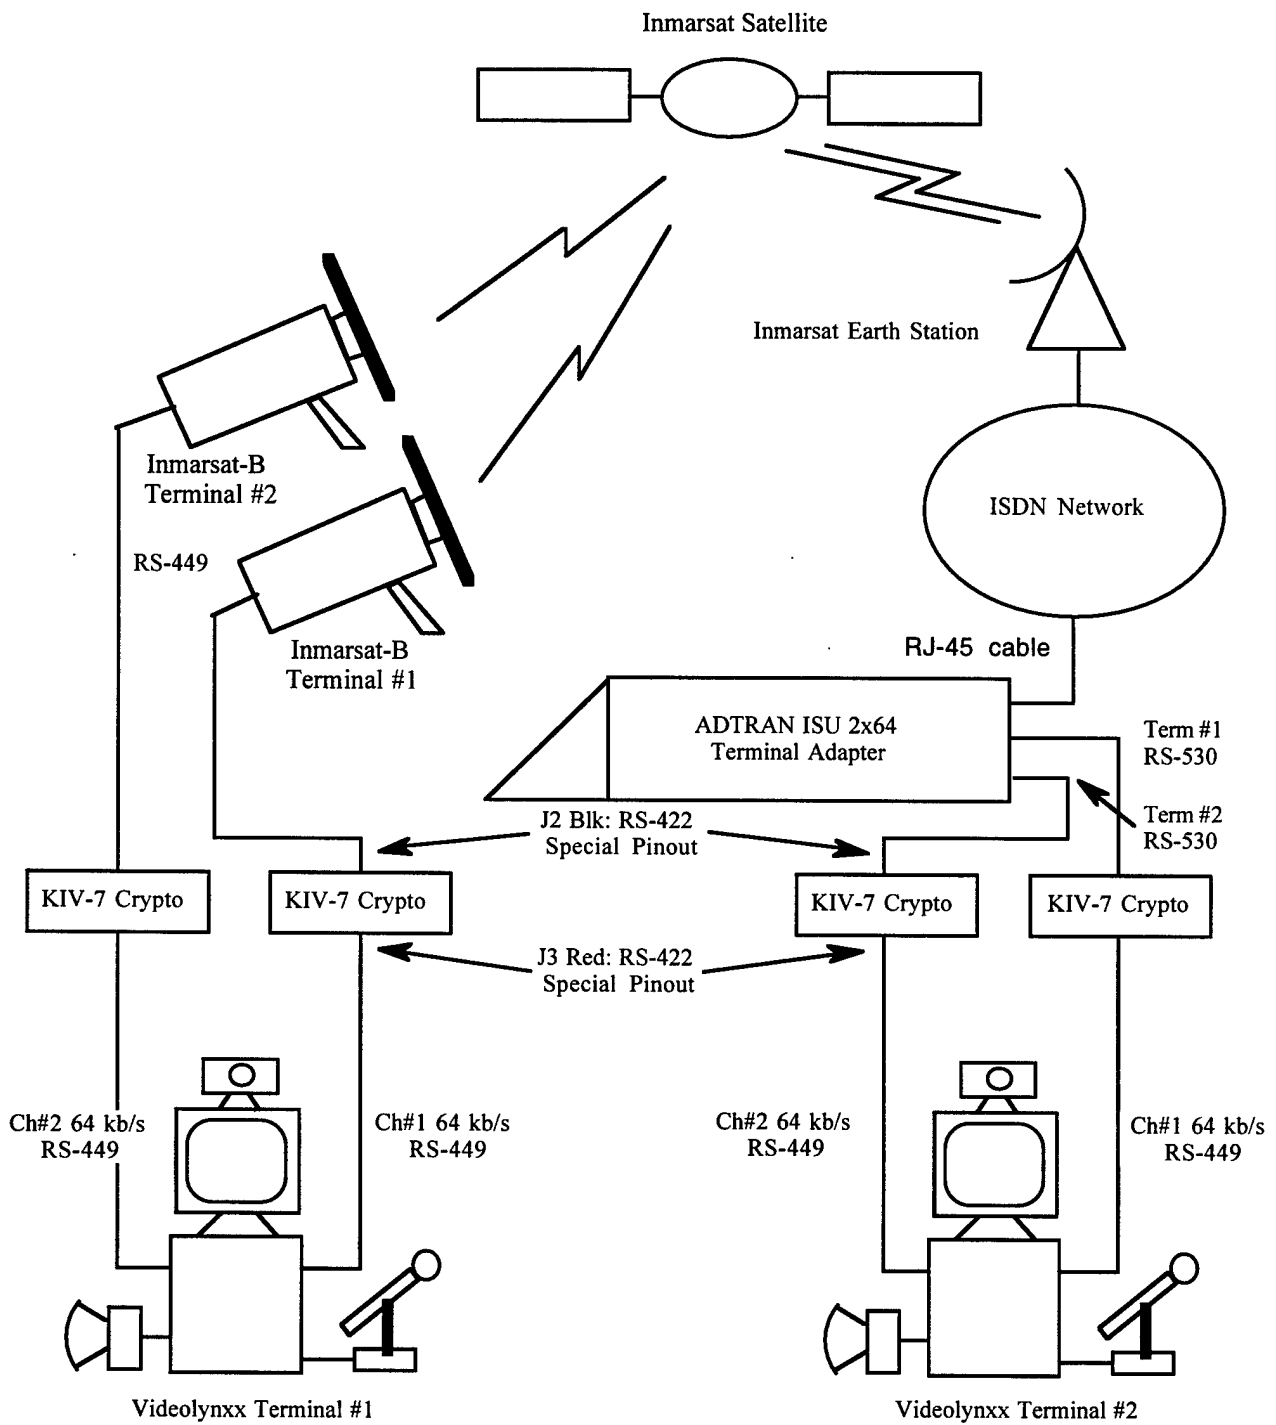 Inmarsat Satellite
Inmarsat Earth Station
Inmarsat-B
Terminal #2
ISDN Network
RS-449
Inmarsat-B
Terminal #1
RJ-45 cable
ADTRAN ISU 2x64
Terminal Adapter
Term #1
RS-530
Term #2
RS-530
J2 Blk: RS-422
Special Pinout
KIV-7 Crypto
KIV-7 Crypto
KIV-7 Crypto
KIV-7 Crypto
J3 Red: RS-422
Special Pinout
Ch#2 64 kb/s
RS-449
Ch#1 64 kb/s
RS-449
Ch#2 64 kb/s
RS-449
Ch#1 64 kb/s
RS-449
Videolynxx Terminal #1
Videolynxx Terminal #2